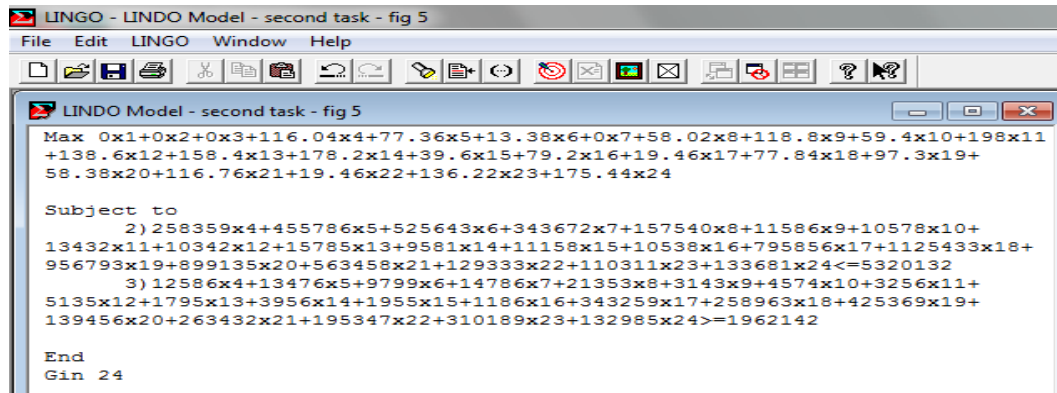 LINGO - LINDO Model - second task - fig 5
File Edit LINGO Window Help
LINDO Model - second task - fig 5
Max 0x1+0x2+0x3+116.04x4+77.36x5+13.38x6+0x7+58.02x8+118.8x9+59.4x10+198x11
+138.6x12+158.4x13+178.2x14+39.6x15+79.2x16+19.46x17+77.84x18+97.3x19+
58.38x20+116.76x21+19.46x22+136.22x23+175.44x24
Subject to
2)258359x4+455786x5+525643x6+343672x7+157540x8+11586x9+10578x10+
13432x11+10342x12+15785x13+9581x14+11158x15+10538x16+795856x17+1125433x18+
956793x19+899135x20+563458x21+129333x22+110311x23+133681x24<=5320132
3)12586x4+13476x5+9799x6+14786x7+21353x8+3143x9+4574x10+3256x11+
5135x12+1795x13+3956x14+1955x15+1186x16+343259x17+258963x18+425369x19+
139456x20+263432x21+195347x22+310189x23+132985x24>=1962142
End
Gin 24